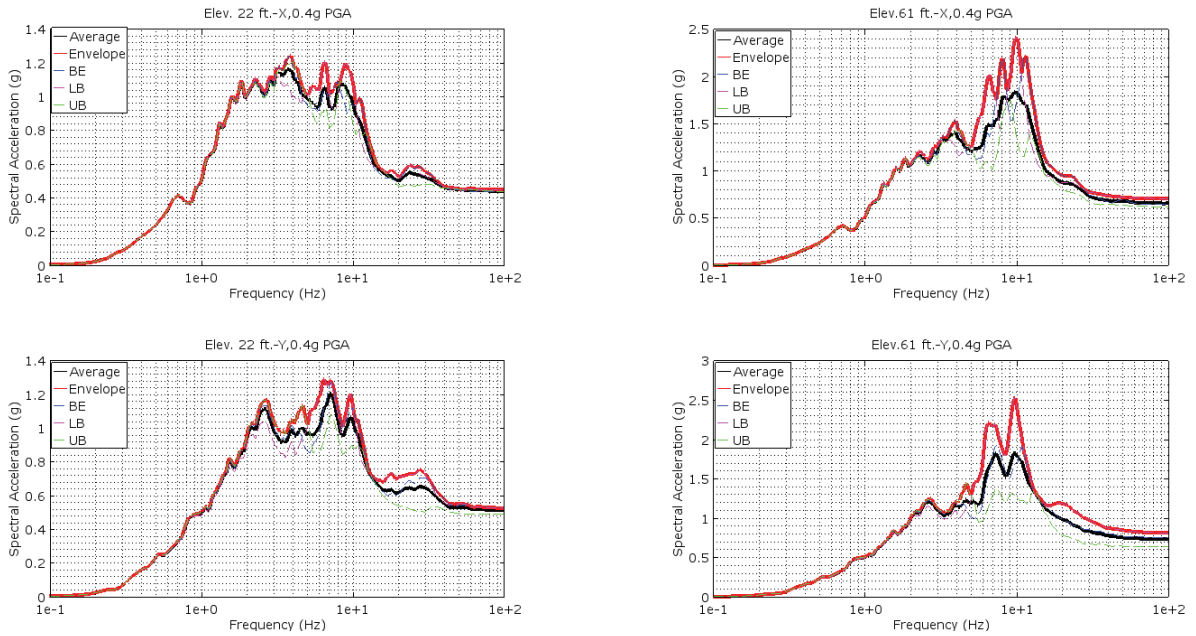 Elev. 22 ft.-X,0.4g PGA
1.4
1.2
1
0.8
0.6
0.4
0.2
0
Spectral Acceleration (g)
Average
Envelope
BE
LB
UB
1e-1 1e+0 1e+1 1e+2
Frequency (Hz)
Elev.61 ft.-X,0.4g PGA
2.5
2
1.5
1
0.5
0
Spectral Acceleration (g)
Average
Envelope
BE
LB
UB
1e-1 1e+0 1e+1 1e+2
Frequency (Hz)
Elev. 22 ft.-Y,0.4g PGA
1.4
1.2
1
0.8
0.6
0.4
0.2
0
Spectral Acceleration (g)
Average
Envelope
BE
LB
UB
1e-1 1e+0 1e+1 1e+2
Frequency (Hz)
Elev.61 ft.-Y,0.4g PGA
3
2.5
2
1.5
1
0.5
0
Spectral Acceleration (g)
Average
Envelope
BE
LB
UB
1e-1 1e+0 1e+1 1e+2
Frequency (Hz)